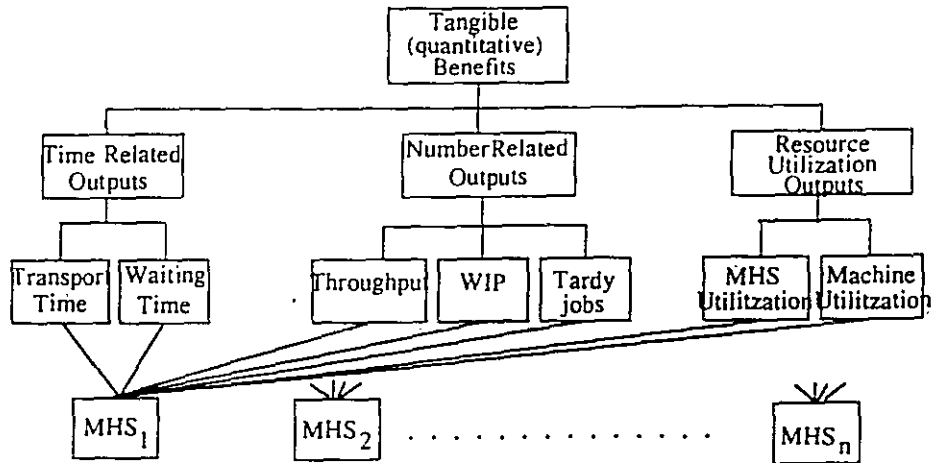 Tangible
(quantitative)
Benefits
Time Related
Outputs
NumberRelated
Outputs
Resource
Utilization
Outputs
Transport
Time
Waiting
Time
Throughput
WIP
Tardy
jobs
MHS
Utilitzation
Machine
Utilitzation
MHS1
MHS2
. . . . . . . . . . . . . . .
MHSn